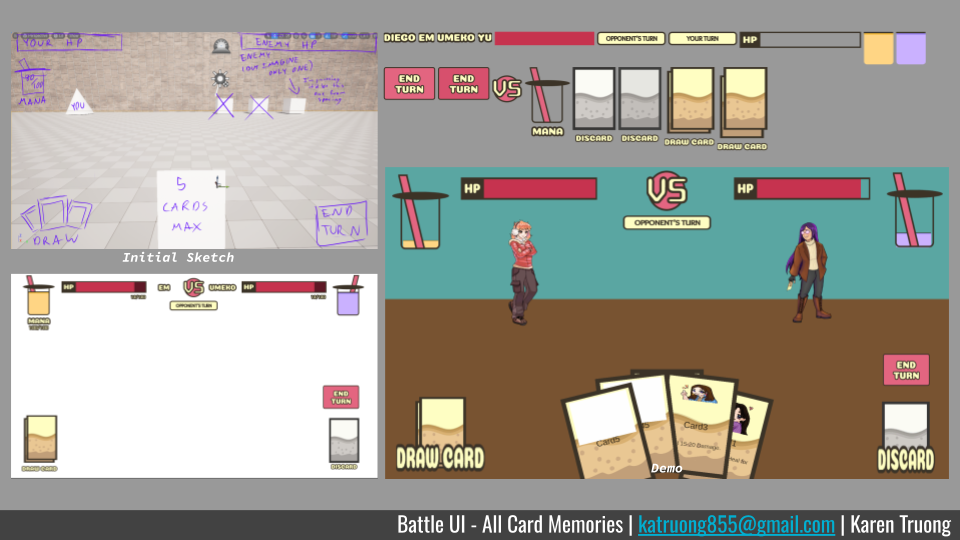 YOUR HP
ENEMY HP
ENEMY
(BUT IMAGINE
ONLY ONE)
MANA
YOU
5
CARDS
MAX
DRAW
END
TURN
Initial Sketch
DIEGO EM UMEKO YU
OPPONENT'S TURN
YOUR TURN
HP
END
TURN
END
TURN
VS
MANA
DISCARD
DISCARD
DRAW CARD
DRAW CARD
HP
EM
VS
UMEKO
HP
OPPONENT'S TURN
MANA
END
TURN
DRAW CARD
DISCARD
HP
VS
HP
OPPONENT'S TURN
END
TURN
Card5
Card3
DRAW CARD
DISCARD
Demo
Battle UI - All Card Memories | katruong855@gmail.com | Karen Truong